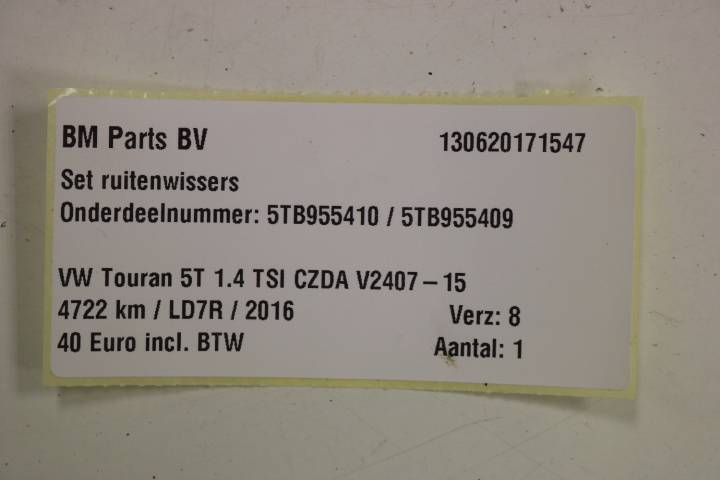 BM Parts BV 130620171547
Set ruitenwissers
Onderdeelnummer: 5TB955410 / 5TB955409
VW Touran 5T 1.4 TSI CZDA V2407 – 15
4722 km / LD7R / 2016 Verz: 8
40 Euro incl. BTW Aantal: 1